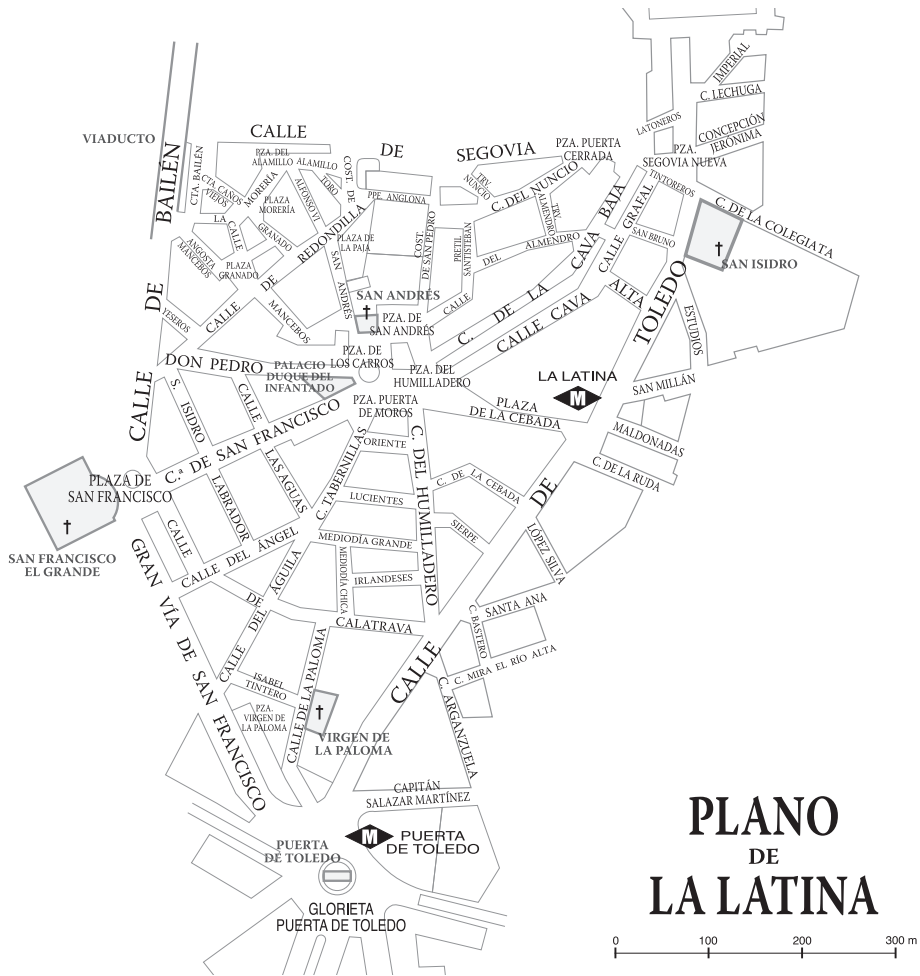 IMPERIAL
C. LECHUGA
LATONEROS
CONCEPCIÓN
JERÓNIMA
VIADUCTO
CALLE
DE
SEGOVIA
PZA. PUERTA
CERRADA
PZA.
SEGOVIA NUEVA
PZA. DEL
ALAMILLO
ALAMILLO
COST. DE
CTA. BAILÉN
CTA. CAÑOS
VIEJOS
MORERÍA
ALFONSO VI
TORO
PPE. ANGLONA
TRV.
NUNCIO
C. DEL NUNCIO
TRV.
ALMENDRO
TINTOREROS
CALLE DE BAILÉN
LA
CALLE
PLAZA
MORERÍA
GRANADO
REDONDILLA
PLAZA DE
LA PAJA
COST.
DE SAN PEDRO
PRETIL
SANTISTEBAN
CALLE
DEL
ALMENDRO
C. DE LA CAVA BAJA
CALLE GRAFAL
SAN BRUNO
C. DE LA COLEGIATA
SAN ISIDRO
ANGOSTA
MANCEBOS
PLAZA
GRANADO
CALLE
DE
SAN
ANDRÉS
MANCEBOS
YESEROS
SAN ANDRÉS
PZA. DE
SAN ANDRÉS
CALLE CAVA ALTA
TOLEDO
ESTUDIOS
DON PEDRO
PALACIO
DUQUE DEL
INFANTADO
PZA. DE
LOS CARROS
PZA. DEL
HUMILLADERO
LA LATINA
M
SAN MILLÁN
S. ISIDRO
CALLE
PZA. PUERTA
DE MOROS
PLAZA
DE LA CEBADA
MALDONADAS
C.ª DE SAN FRANCISCO
ORIENTE
C. DEL HUMILLADERO
C. DE LA RUDA
PLAZA DE
SAN FRANCISCO
LABRADOR
LAS AGUAS
C. TABERNILLAS
C. DE
LA CEBADA
DE
LUCIENTES
SIERPE
SAN FRANCISCO
EL GRANDE
CALLE
CALLE DEL ÁNGEL
MEDIODÍA GRANDE
LÓPEZ SILVA
MEDIODÍA CHICA
IRLANDESES
GRAN VÍA DE SAN FRANCISCO
DE
CALLE DEL ÁGUILA
CALATRAVA
SANTA ANA
C. BASTERO
CALLE
C. MIRA EL RÍO ALTA
ISABEL
TINTERO
CALLE DE LA PALOMA
C. ARGANZUELA
PZA.
VIRGEN DE
LA PALOMA
VIRGEN DE
LA PALOMA
CAPITÁN
SALAZAR MARTÍNEZ
PUERTA
DE TOLEDO
M
PUERTA
DE TOLEDO
GLORIETA
PUERTA DE TOLEDO
PLANO
DE
LA LATINA
0 100 200 300 m